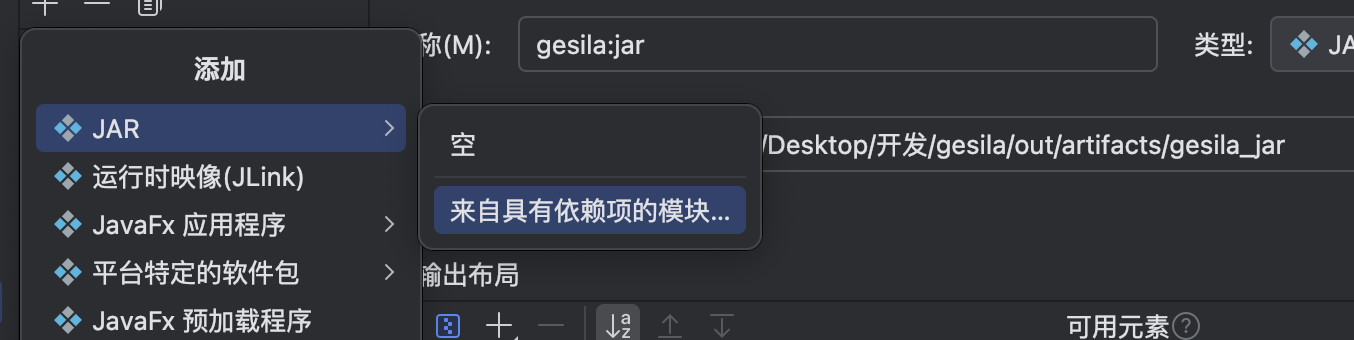 添加
JAR
运行时映像(JLink)
JavaFx 应用程序
平台特定的软件包
JavaFx 预加载程序
空
来自具有依赖项的模块...
称(M):
gesila:jar
类型:
JA
/Desktop/开发/gesila/out/artifacts/gesila_jar
输出布局
可用元素